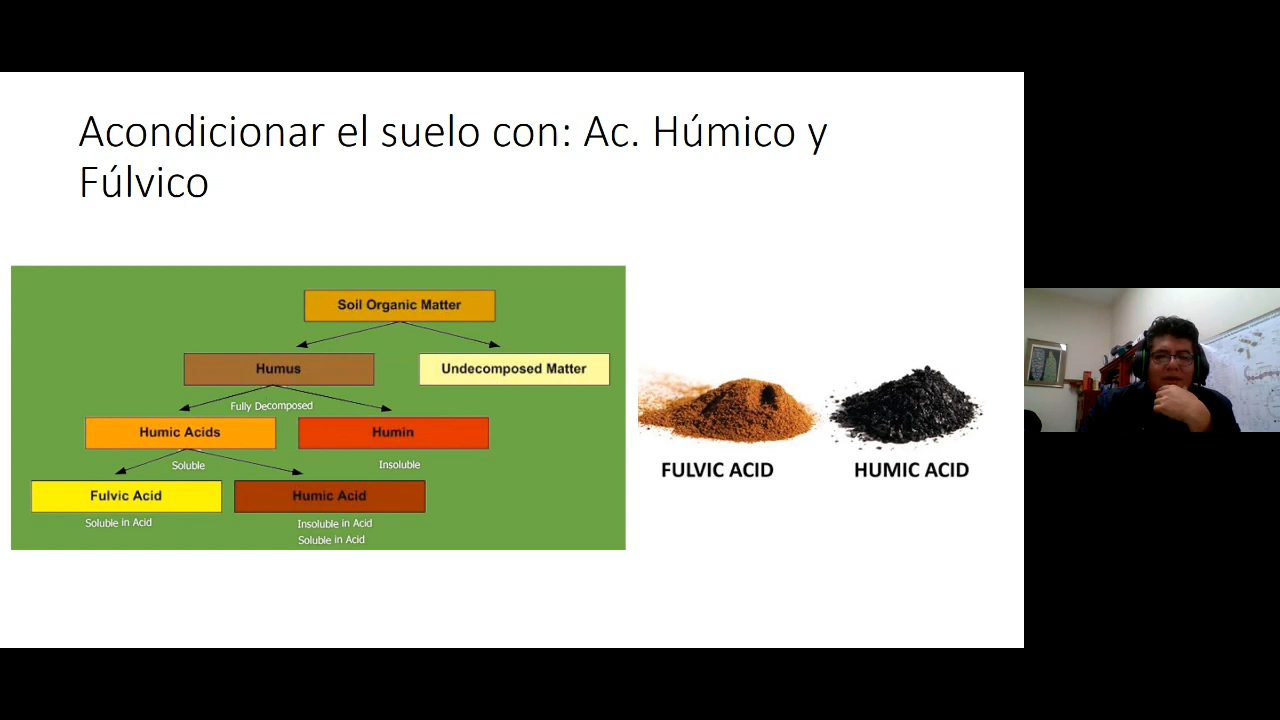 Acondicionar el suelo con: Ac. Húmico y
Fúlvico
Soil Organic Matter
Humus
Undecomposed Matter
Fully Decomposed
Humic Acids
Humin
Soluble
Insoluble
Fulvic Acid
Humic Acid
Soluble in Acid
Insoluble in Acid
Soluble in Acid
FULVIC ACID
HUMIC ACID